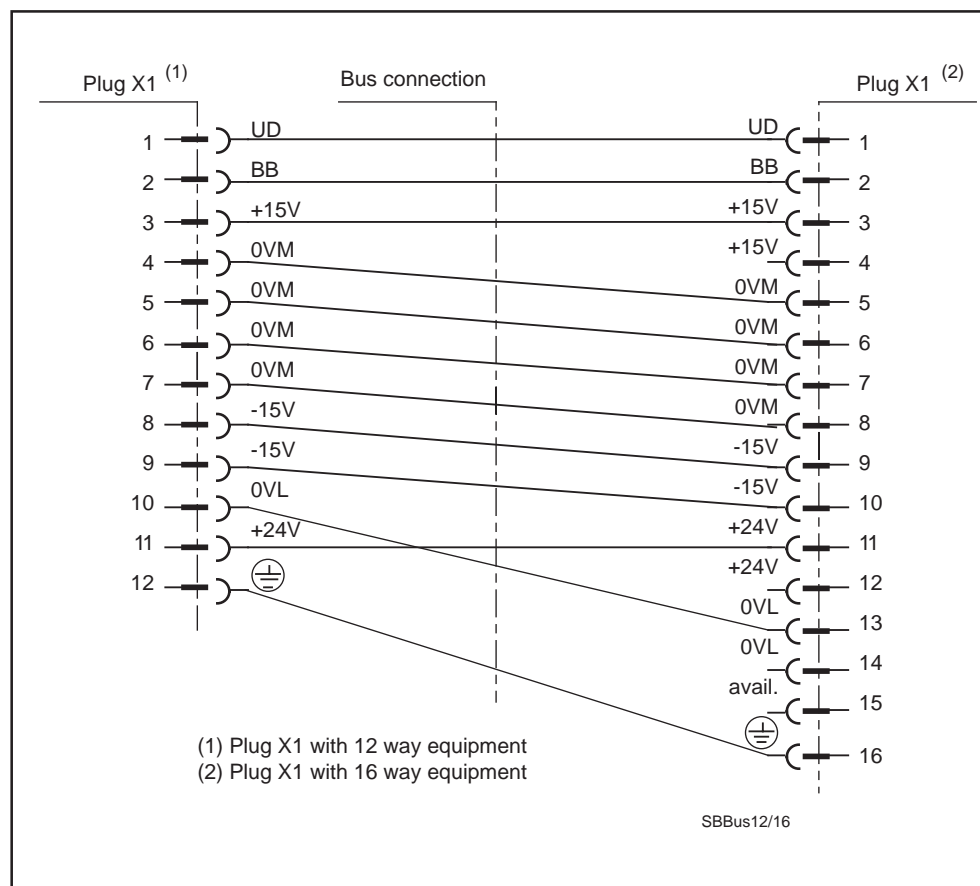 Plug X1 (1) Bus connection Plug X1 (2)
1 UD UD 1
2 BB BB 2
3 +15V +15V 3
4 0VM +15V 4
5 0VM 0VM 5
6 0VM 0VM 6
7 0VM 0VM 7
8 -15V 0VM 8
9 -15V -15V 9
10 0VL -15V 10
11 +24V +24V 11
12 +24V 12
0VL 13
0VL 14
avail. 15
16
(1) Plug X1 with 12 way equipment
(2) Plug X1 with 16 way equipment
SBBus12/16